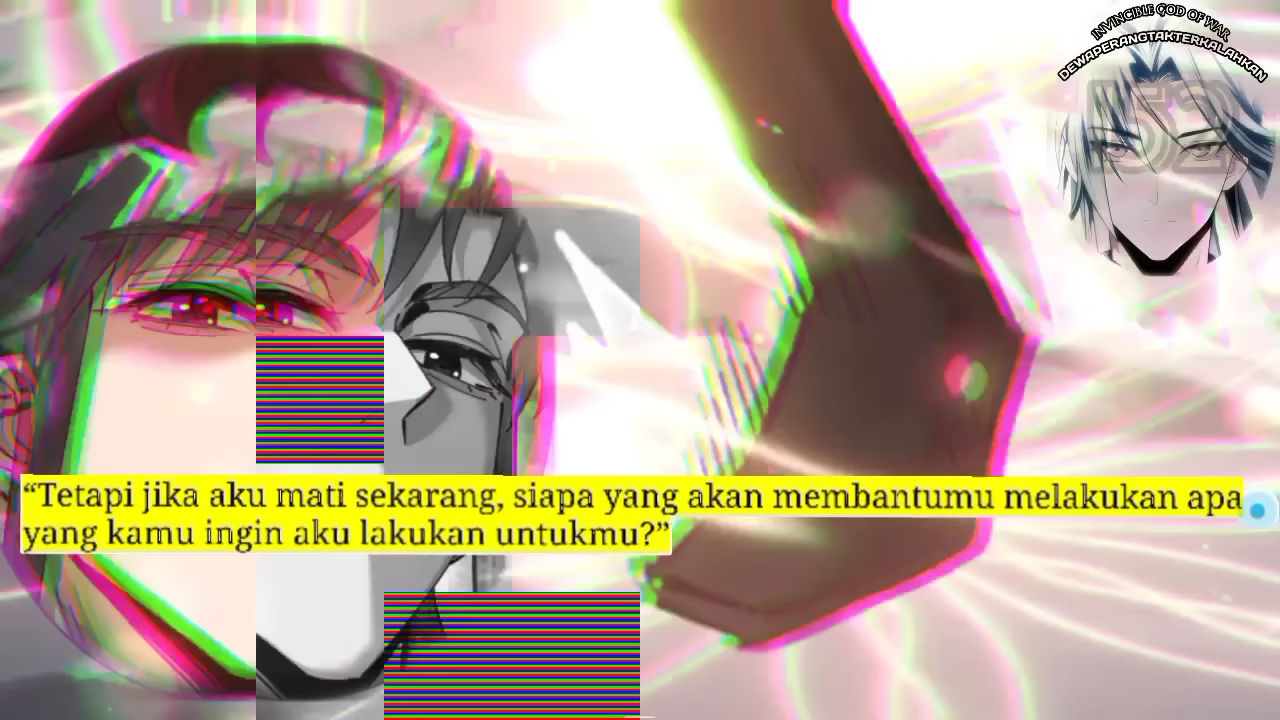 INVINCIBLE GOD OF WAR
DEWAPERANGTAKTERKALAHKAN
52
“Tetapi jika aku mati sekarang, siapa yang akan membantumu melakukan apa
yang kamu ingin aku lakukan untukmu?”